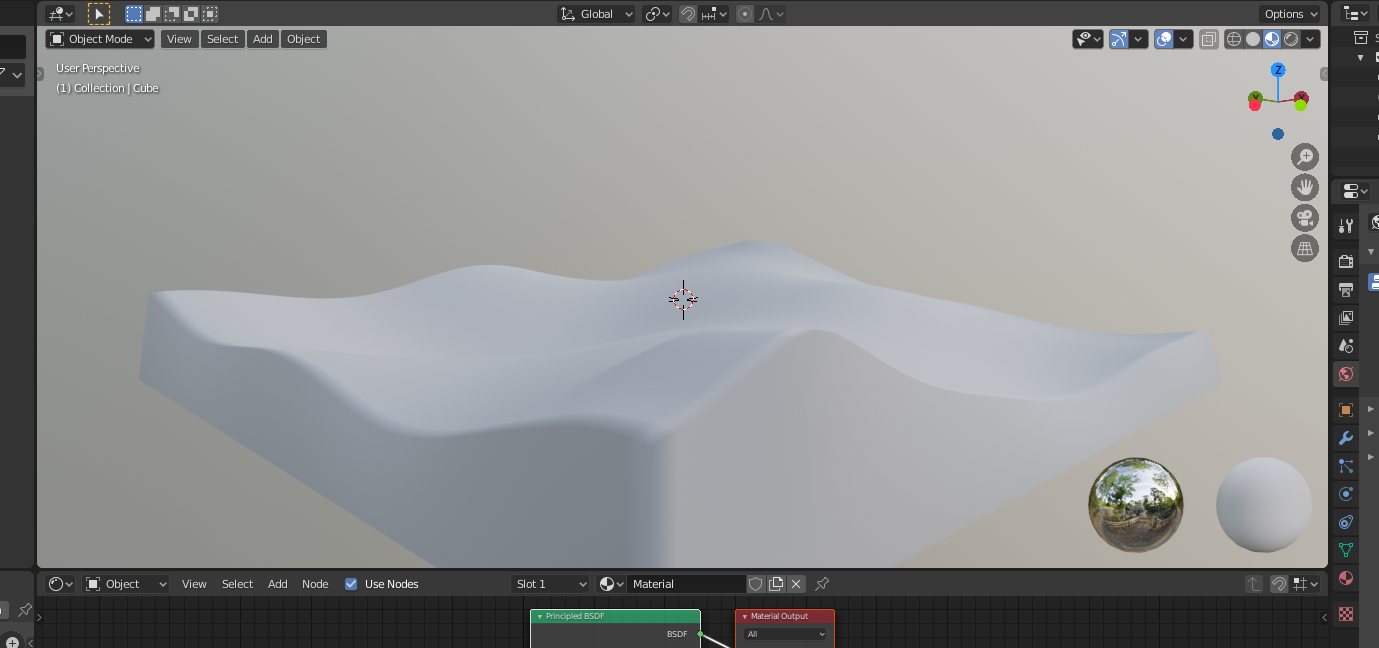 Global
Options
Object Mode
View
Select
Add
Object
User Perspective
(1) Collection | Cube
Z
Object
View
Select
Add
Node
Use Nodes
Slot 1
Material
Principled BSDF
BSDF
Material Output
All